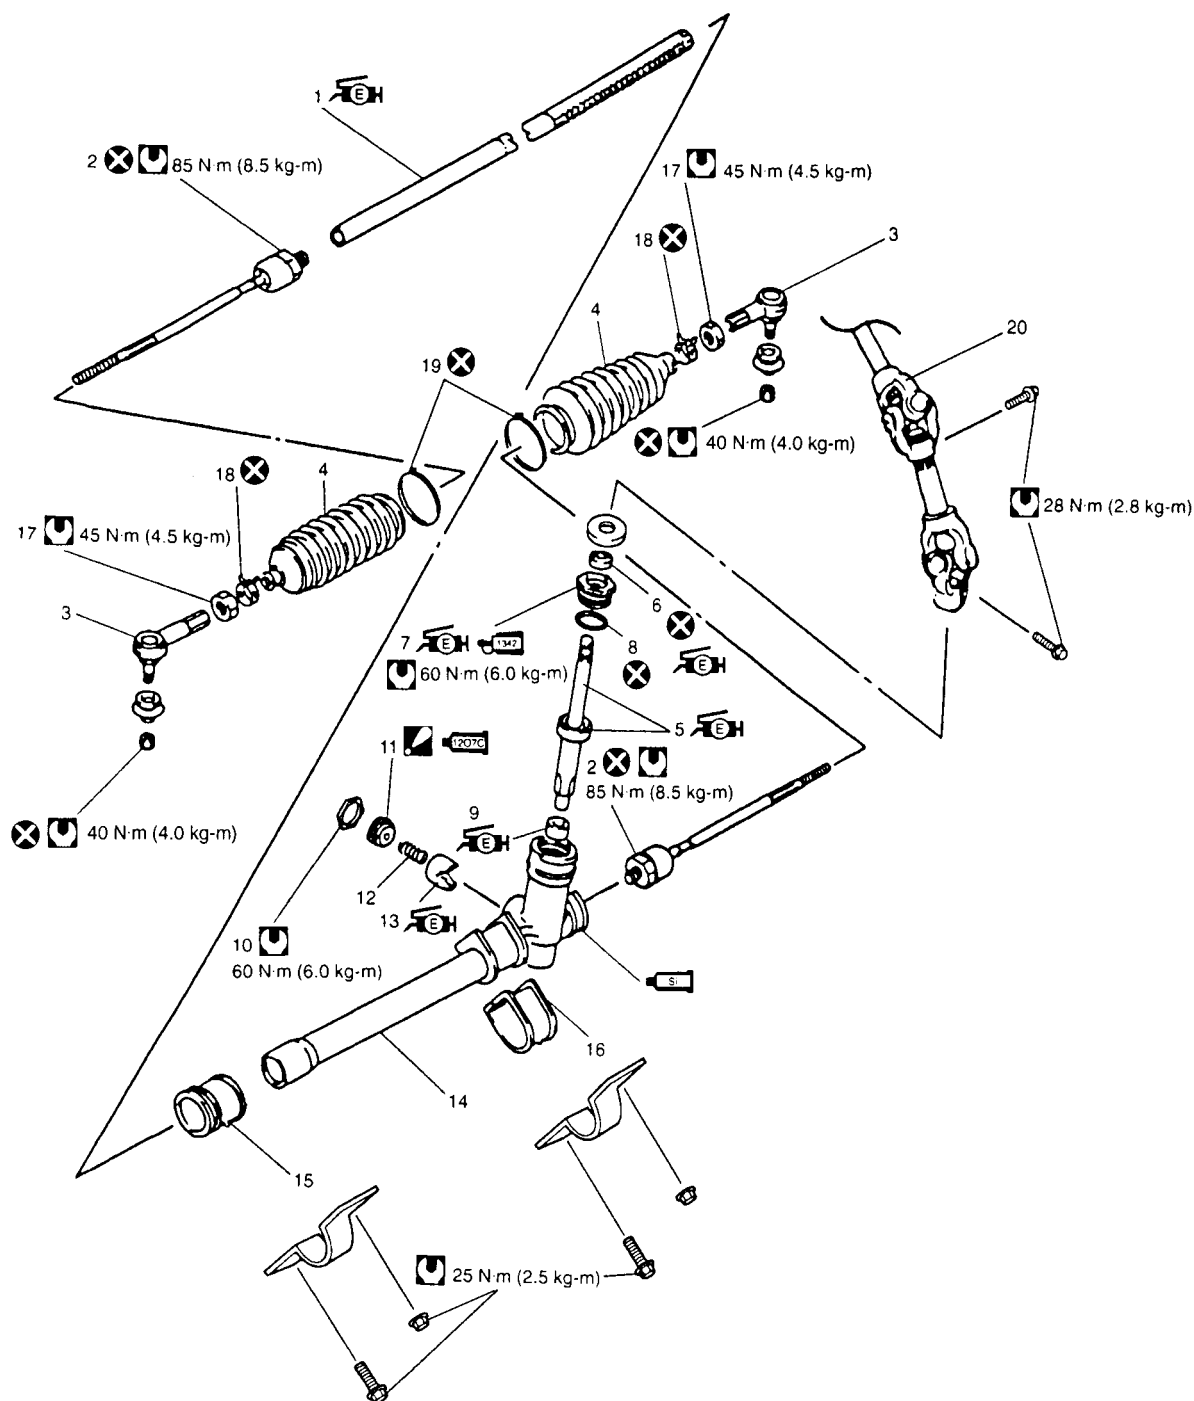 1 E
2 85 N·m (8.5 kg-m)
17 45 N·m (4.5 kg-m)
18
3
4
20
19
40 N·m (4.0 kg-m)
28 N·m (2.8 kg-m)
18
4
17 45 N·m (4.5 kg-m)
3
6
E
7 E 1342
60 N·m (6.0 kg-m)
8
5 E
11 1207C
2
85 N·m (8.5 kg-m)
40 N·m (4.0 kg-m)
9
E
12
13 E
10
60 N·m (6.0 kg-m)
Si
16
14
15
25 N·m (2.5 kg-m)